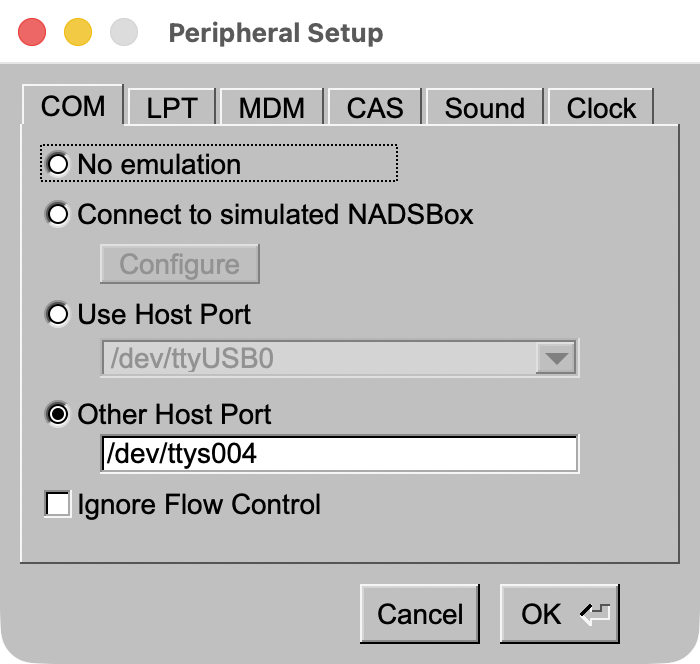 Peripheral Setup
COM LPT MDM CAS Sound Clock
No emulation
Connect to simulated NADSBox
Configure
Use Host Port
/dev/ttyUSB0
Other Host Port
/dev/ttys004
Ignore Flow Control
Cancel OK